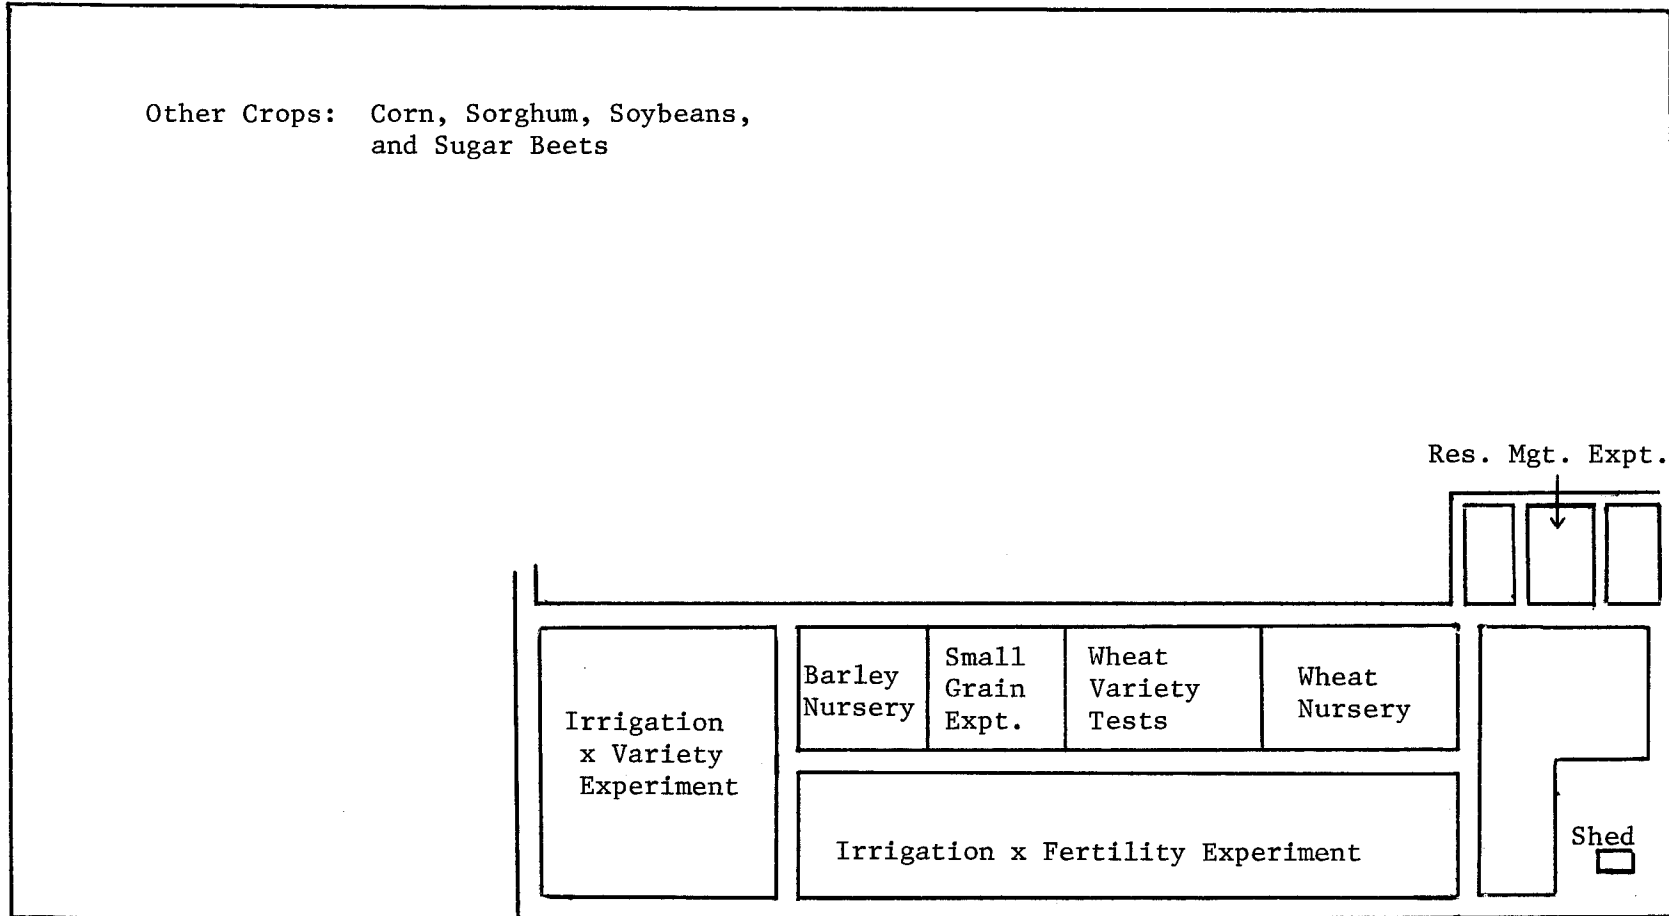 Other Crops: Corn, Sorghum, Soybeans,
and Sugar Beets
Res. Mgt. Expt.
Barley
Nursery
Small
Grain
Expt.
Wheat
Variety
Tests
Wheat
Nursery
Irrigation
x Variety
Experiment
Irrigation x Fertility Experiment
Shed